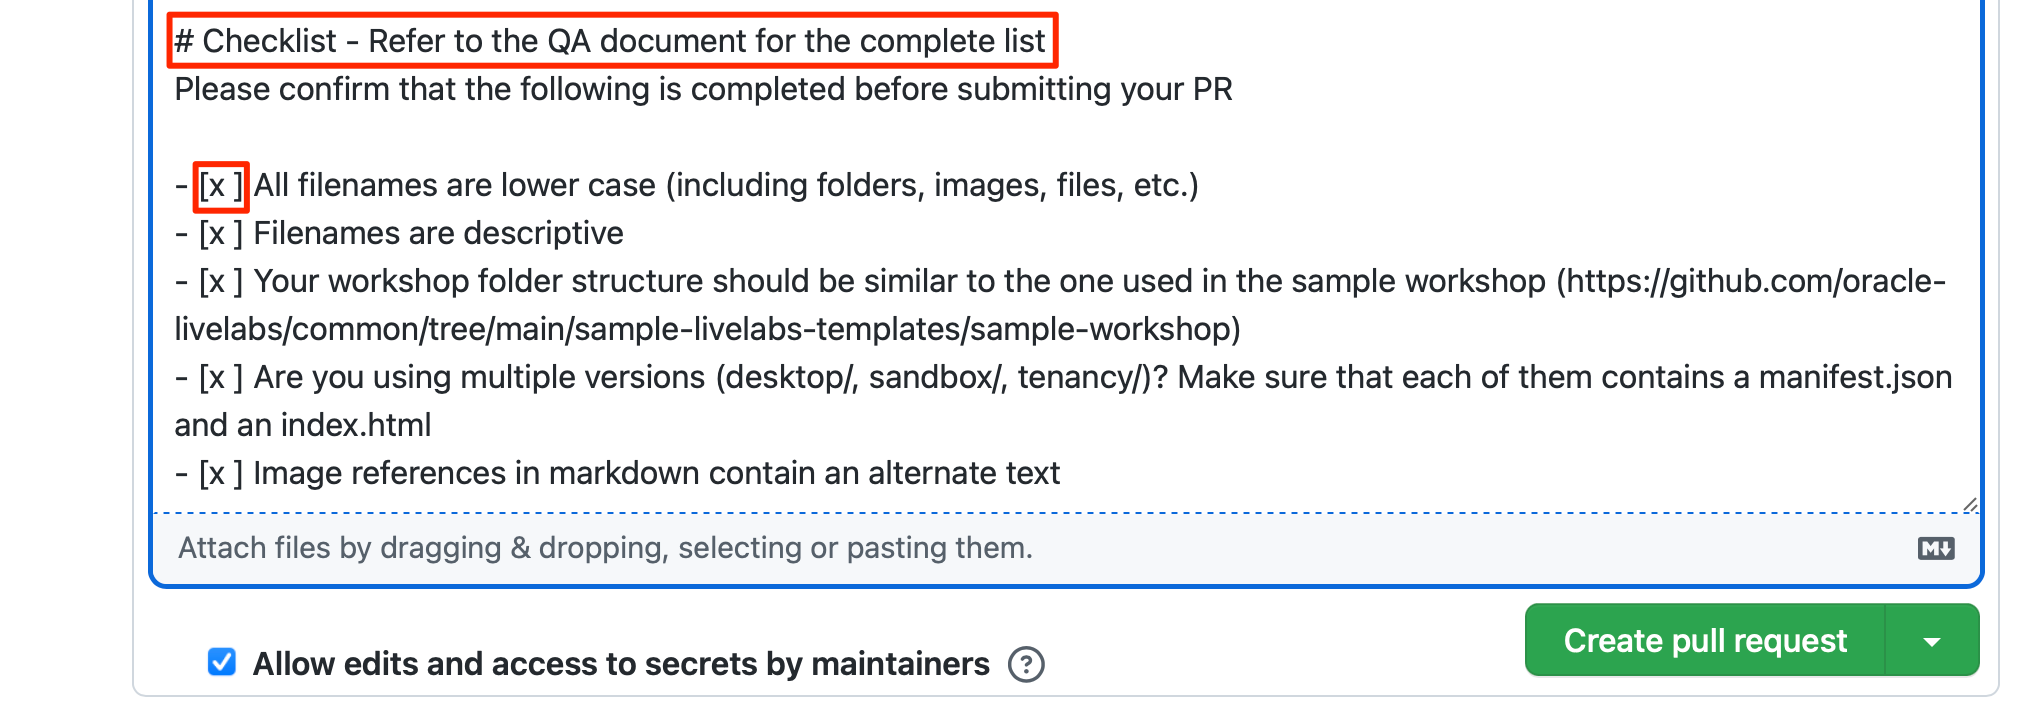 # Checklist - Refer to the QA document for the complete list
Please confirm that the following is completed before submitting your PR
- [x ] All filenames are lower case (including folders, images, files, etc.)
- [x ] Filenames are descriptive
- [x ] Your workshop folder structure should be similar to the one used in the sample workshop (https://github.com/oracle-
livelabs/common/tree/main/sample-livelabs-templates/sample-workshop)
- [x ] Are you using multiple versions (desktop/, sandbox/, tenancy/)? Make sure that each of them contains a manifest.json
and an index.html
- [x ] Image references in markdown contain an alternate text
Attach files by dragging & dropping, selecting or pasting them.
M
Allow edits and access to secrets by maintainers ?
Create pull request